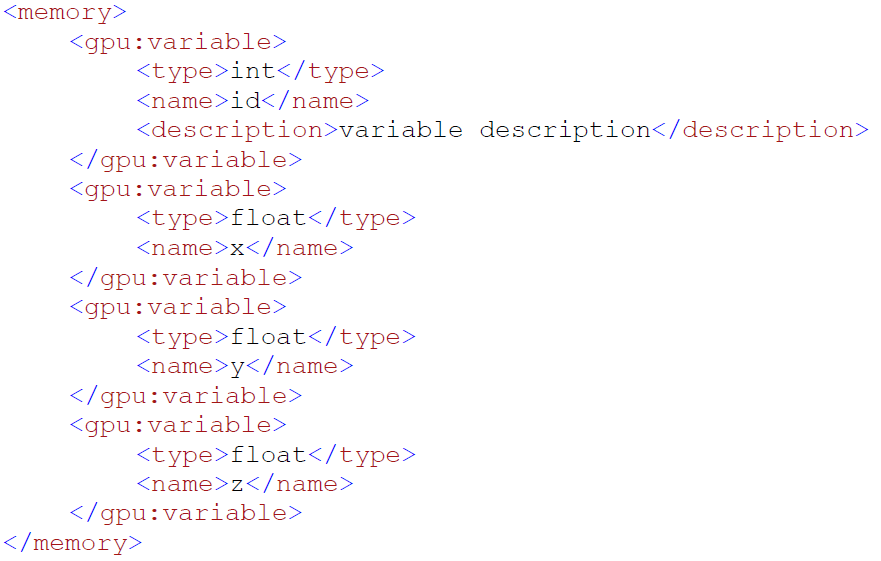 <memory>
    <gpu:variable>
        <type>int</type>
        <name>id</name>
        <description>variable description</description>
    </gpu:variable>
    <gpu:variable>
        <type>float</type>
        <name>x</name>
    </gpu:variable>
    <gpu:variable>
        <type>float</type>
        <name>y</name>
    </gpu:variable>
    <gpu:variable>
        <type>float</type>
        <name>z</name>
    </gpu:variable>
</memory>